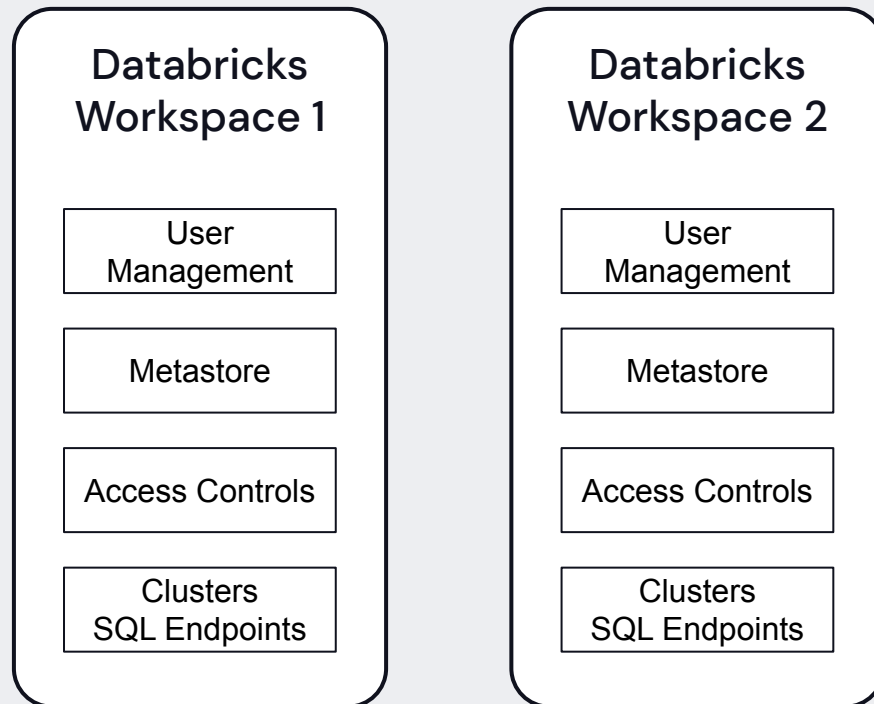 Databricks
Workspace 1
User
Management
Metastore
Access Controls
Clusters
SQL Endpoints
Databricks
Workspace 2
User
Management
Metastore
Access Controls
Clusters
SQL Endpoints